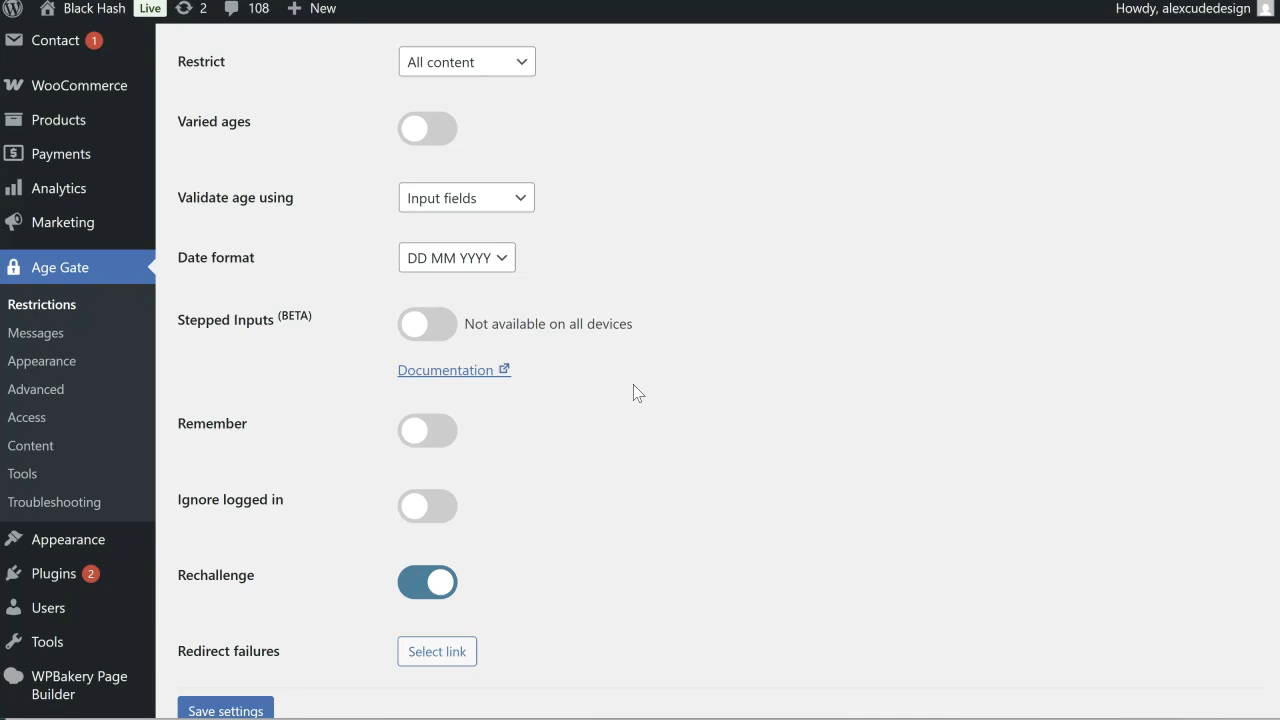 Black Hash Live 2 108 New Howdy, alexcudedesign
Contact 1
WooCommerce
Products
Payments
Analytics
Marketing
Age Gate
Restrictions
Messages
Appearance
Advanced
Access
Content
Tools
Troubleshooting
Appearance
Plugins 2
Users
Tools
WPBakery Page
Builder
Restrict All content
Varied ages
Validate age using Input fields
Date format DD MM YYYY
Stepped Inputs (BETA) Not available on all devices
Documentation
Remember
Ignore logged in
Rechallenge
Redirect failures Select link
Save settings